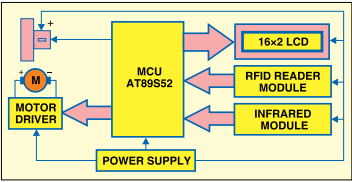 +
16×2 LCD
MCU
AT89S52
+ M −
RFID READER
MODULE
MOTOR
DRIVER
INFRARED
MODULE
POWER SUPPLY